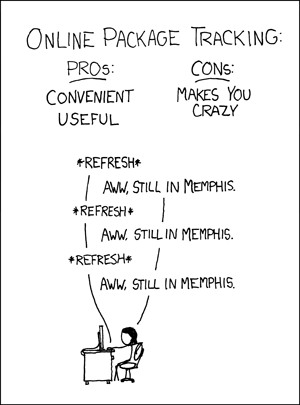 ONLINE PACKAGE TRACKING:
PROS:
CONVENIENT
USEFUL
CONS:
MAKES YOU
CRAZY
*REFRESH*
AWW, STILL IN MEMPHIS.
*REFRESH*
AWW, STILL IN MEMPHIS.
*REFRESH*
AWW, STILL IN MEMPHIS.